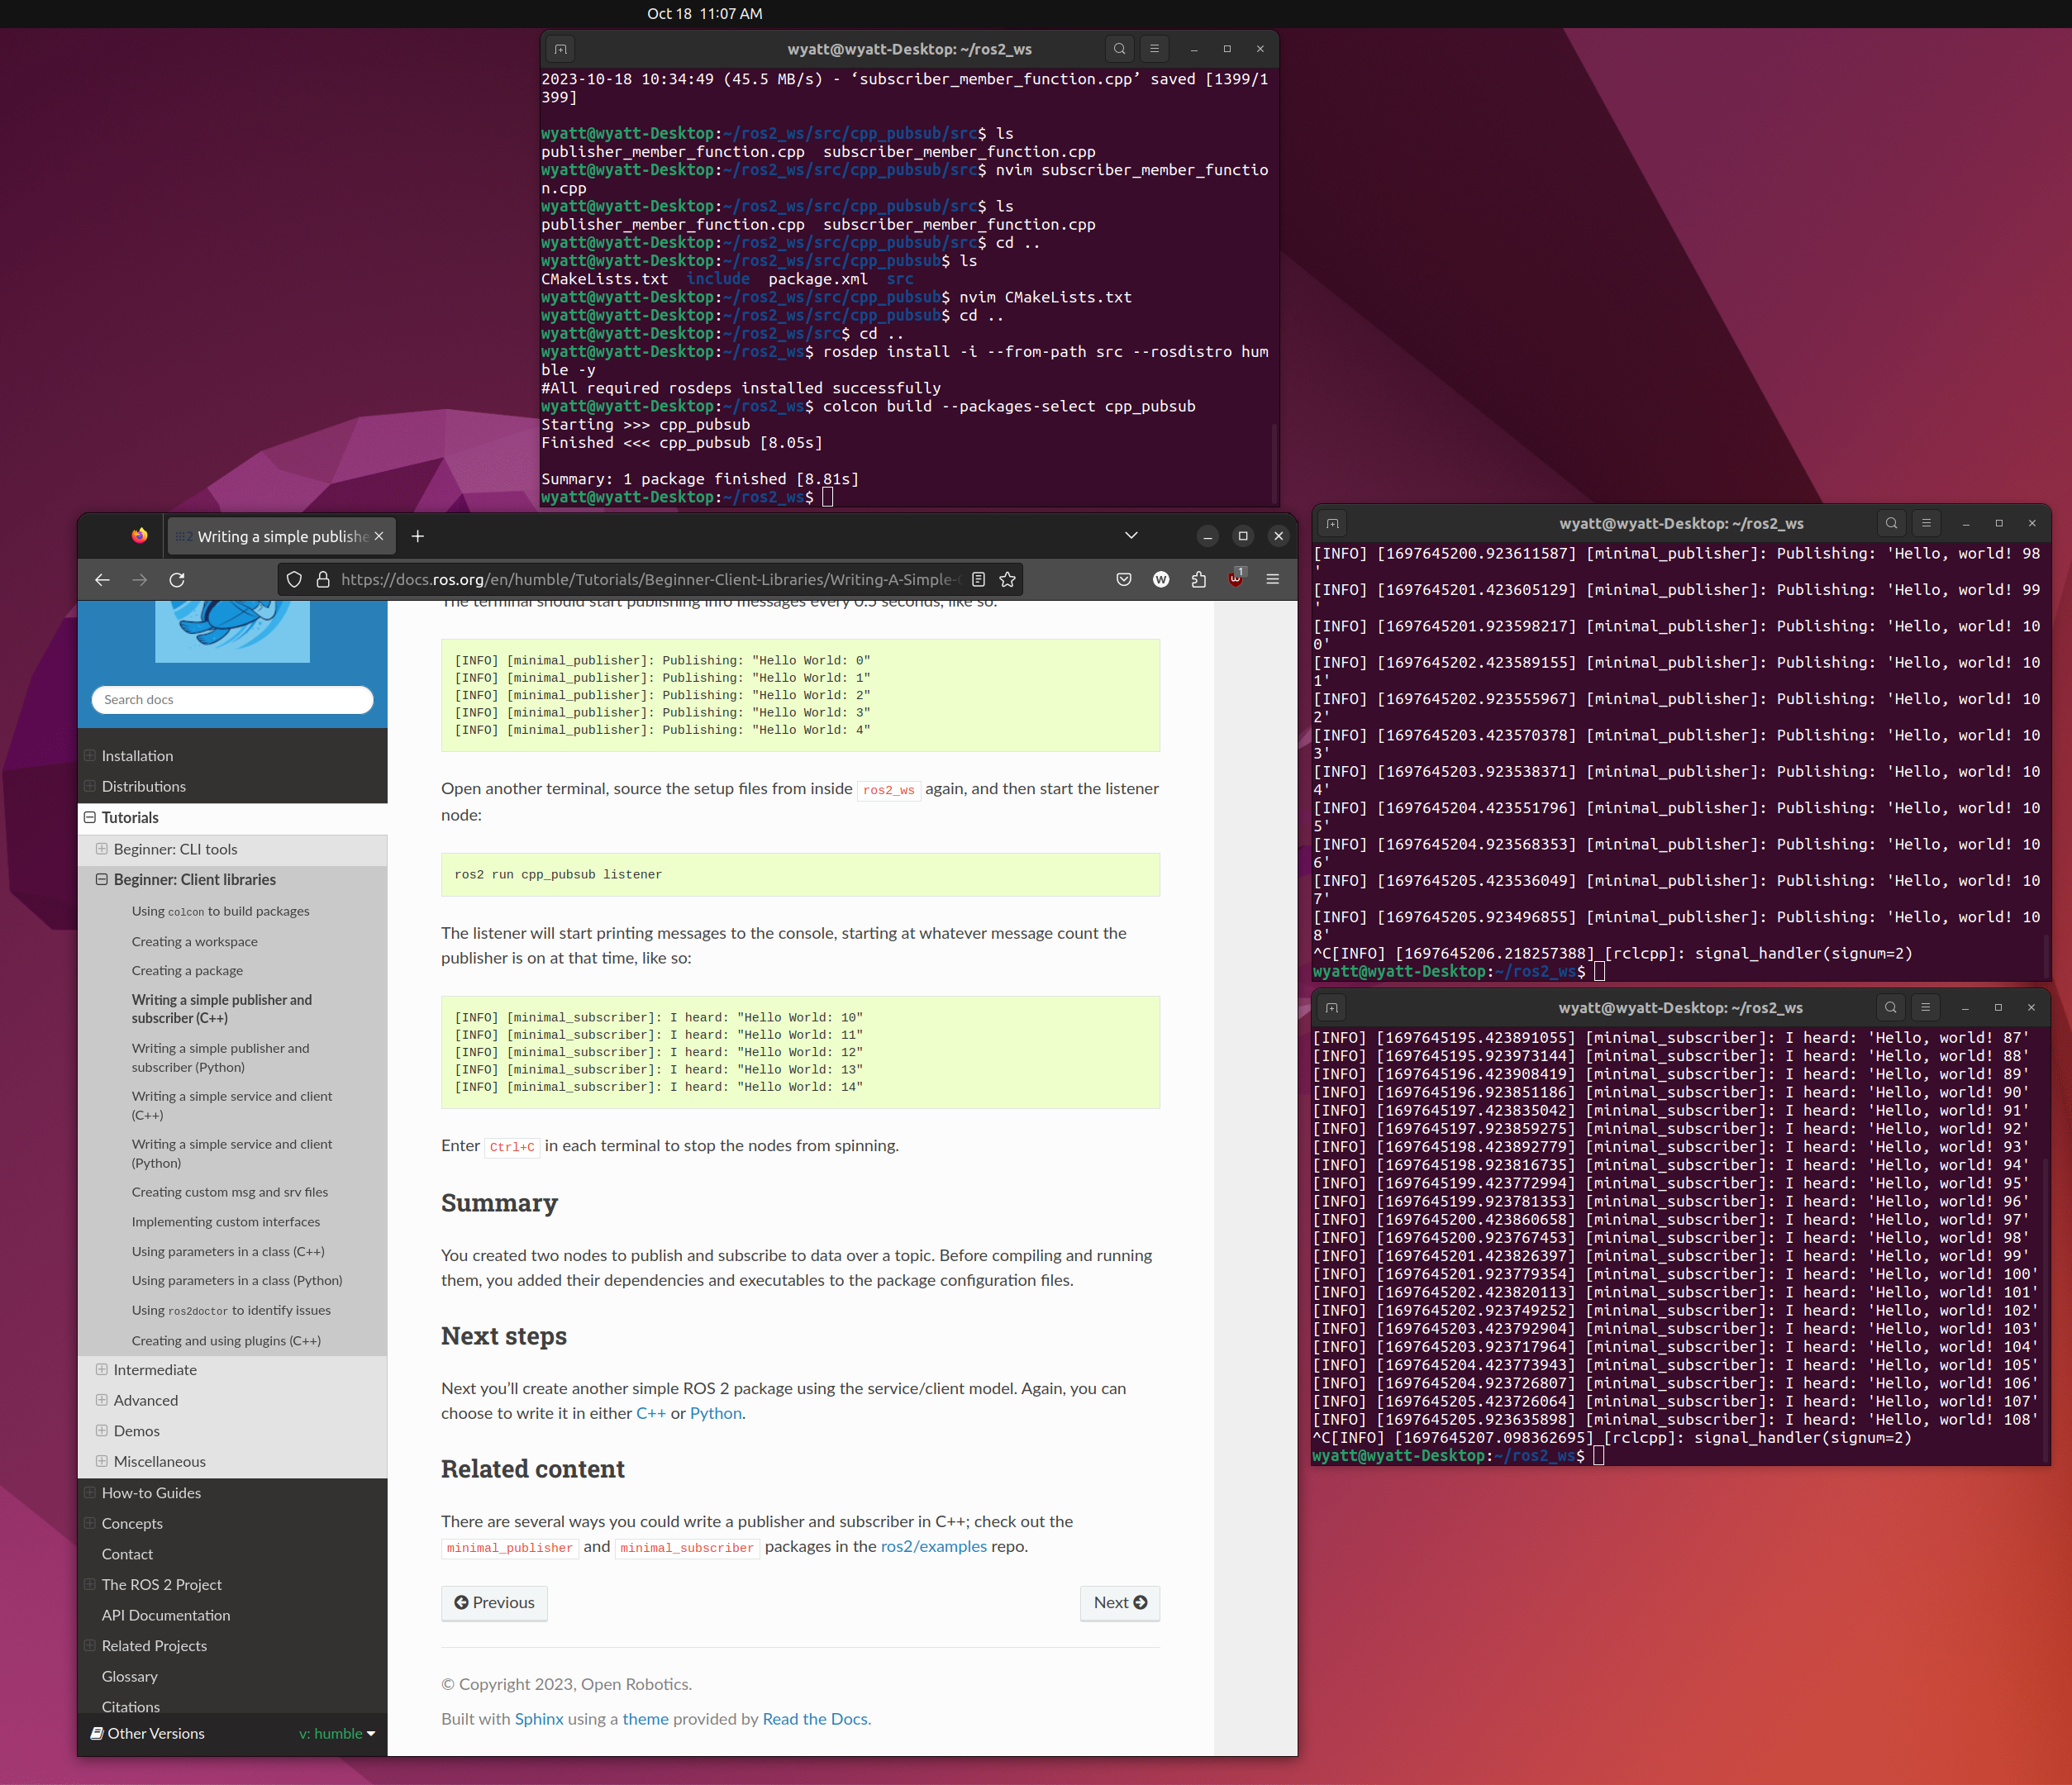 Oct 18  11:07 AM
wyatt@wyatt-Desktop: ~/ros2_ws
2023-10-18 10:34:49 (45.5 MB/s) - ‘subscriber_member_function.cpp’ saved [1399/1
399]
wyatt@wyatt-Desktop:~/ros2_ws/src/cpp_pubsub/src$ ls
publisher_member_function.cpp  subscriber_member_function.cpp
wyatt@wyatt-Desktop:~/ros2_ws/src/cpp_pubsub/src$ nvim subscriber_member_functio
n.cpp
wyatt@wyatt-Desktop:~/ros2_ws/src/cpp_pubsub/src$ ls
publisher_member_function.cpp  subscriber_member_function.cpp
wyatt@wyatt-Desktop:~/ros2_ws/src/cpp_pubsub/src$ cd ..
wyatt@wyatt-Desktop:~/ros2_ws/src/cpp_pubsub$ ls
CMakeLists.txt  include  package.xml  src
wyatt@wyatt-Desktop:~/ros2_ws/src/cpp_pubsub$ nvim CMakeLists.txt
wyatt@wyatt-Desktop:~/ros2_ws/src/cpp_pubsub$ cd ..
wyatt@wyatt-Desktop:~/ros2_ws/src$ cd ..
wyatt@wyatt-Desktop:~/ros2_ws$ rosdep install -i --from-path src --rosdistro hum
ble -y
#All required rosdeps installed successfully
wyatt@wyatt-Desktop:~/ros2_ws$ colcon build --packages-select cpp_pubsub
Starting >>> cpp_pubsub
Finished <<< cpp_pubsub [8.05s]
Summary: 1 package finished [8.81s]
wyatt@wyatt-Desktop:~/ros2_ws$
Writing a simple publishe
https://docs.ros.org/en/humble/Tutorials/Beginner-Client-Libraries/Writing-A-Simple-
W
1
Search docs
Installation
Distributions
Tutorials
Beginner: CLI tools
Beginner: Client libraries
Using colcon to build packages
Creating a workspace
Creating a package
Writing a simple publisher and
subscriber (C++)
Writing a simple publisher and
subscriber (Python)
Writing a simple service and client
(C++)
Writing a simple service and client
(Python)
Creating custom msg and srv files
Implementing custom interfaces
Using parameters in a class (C++)
Using parameters in a class (Python)
Using ros2doctor to identify issues
Creating and using plugins (C++)
Intermediate
Advanced
Demos
Miscellaneous
How-to Guides
Concepts
Contact
The ROS 2 Project
API Documentation
Related Projects
Glossary
Citations
Other Versions
v: humble
The terminal should start publishing info messages every 0.5 seconds, like so:
[INFO] [minimal_publisher]: Publishing: "Hello World: 0"
[INFO] [minimal_publisher]: Publishing: "Hello World: 1"
[INFO] [minimal_publisher]: Publishing: "Hello World: 2"
[INFO] [minimal_publisher]: Publishing: "Hello World: 3"
[INFO] [minimal_publisher]: Publishing: "Hello World: 4"
Open another terminal, source the setup files from inside ros2_ws again, and then start the listener
node:
ros2 run cpp_pubsub listener
The listener will start printing messages to the console, starting at whatever message count the
publisher is on at that time, like so:
[INFO] [minimal_subscriber]: I heard: "Hello World: 10"
[INFO] [minimal_subscriber]: I heard: "Hello World: 11"
[INFO] [minimal_subscriber]: I heard: "Hello World: 12"
[INFO] [minimal_subscriber]: I heard: "Hello World: 13"
[INFO] [minimal_subscriber]: I heard: "Hello World: 14"
Enter Ctrl+C in each terminal to stop the nodes from spinning.
Summary
You created two nodes to publish and subscribe to data over a topic. Before compiling and running
them, you added their dependencies and executables to the package configuration files.
Next steps
Next you’ll create another simple ROS 2 package using the service/client model. Again, you can
choose to write it in either C++ or Python.
Related content
There are several ways you could write a publisher and subscriber in C++; check out the
minimal_publisher and minimal_subscriber packages in the ros2/examples repo.
Previous
Next
© Copyright 2023, Open Robotics.
Built with Sphinx using a theme provided by Read the Docs.
wyatt@wyatt-Desktop: ~/ros2_ws
[INFO] [1697645200.923611587] [minimal_publisher]: Publishing: 'Hello, world! 98
'
[INFO] [1697645201.423605129] [minimal_publisher]: Publishing: 'Hello, world! 99
'
[INFO] [1697645201.923598217] [minimal_publisher]: Publishing: 'Hello, world! 10
0'
[INFO] [1697645202.423589155] [minimal_publisher]: Publishing: 'Hello, world! 10
1'
[INFO] [1697645202.923555967] [minimal_publisher]: Publishing: 'Hello, world! 10
2'
[INFO] [1697645203.423570378] [minimal_publisher]: Publishing: 'Hello, world! 10
3'
[INFO] [1697645203.923538371] [minimal_publisher]: Publishing: 'Hello, world! 10
4'
[INFO] [1697645204.423551796] [minimal_publisher]: Publishing: 'Hello, world! 10
5'
[INFO] [1697645204.923568353] [minimal_publisher]: Publishing: 'Hello, world! 10
6'
[INFO] [1697645205.423536049] [minimal_publisher]: Publishing: 'Hello, world! 10
7'
[INFO] [1697645205.923496855] [minimal_publisher]: Publishing: 'Hello, world! 10
8'
^C[INFO] [1697645206.218257388] [rclcpp]: signal_handler(signum=2)
wyatt@wyatt-Desktop:~/ros2_ws$
wyatt@wyatt-Desktop: ~/ros2_ws
[INFO] [1697645195.423891055] [minimal_subscriber]: I heard: 'Hello, world! 87'
[INFO] [1697645195.923973144] [minimal_subscriber]: I heard: 'Hello, world! 88'
[INFO] [1697645196.423908419] [minimal_subscriber]: I heard: 'Hello, world! 89'
[INFO] [1697645196.923851186] [minimal_subscriber]: I heard: 'Hello, world! 90'
[INFO] [1697645197.423835042] [minimal_subscriber]: I heard: 'Hello, world! 91'
[INFO] [1697645197.923859275] [minimal_subscriber]: I heard: 'Hello, world! 92'
[INFO] [1697645198.423892779] [minimal_subscriber]: I heard: 'Hello, world! 93'
[INFO] [1697645198.923816735] [minimal_subscriber]: I heard: 'Hello, world! 94'
[INFO] [1697645199.423772994] [minimal_subscriber]: I heard: 'Hello, world! 95'
[INFO] [1697645199.923781353] [minimal_subscriber]: I heard: 'Hello, world! 96'
[INFO] [1697645200.423860658] [minimal_subscriber]: I heard: 'Hello, world! 97'
[INFO] [1697645200.923767453] [minimal_subscriber]: I heard: 'Hello, world! 98'
[INFO] [1697645201.423826397] [minimal_subscriber]: I heard: 'Hello, world! 99'
[INFO] [1697645201.923779354] [minimal_subscriber]: I heard: 'Hello, world! 100'
[INFO] [1697645202.423820113] [minimal_subscriber]: I heard: 'Hello, world! 101'
[INFO] [1697645202.923749252] [minimal_subscriber]: I heard: 'Hello, world! 102'
[INFO] [1697645203.423792904] [minimal_subscriber]: I heard: 'Hello, world! 103'
[INFO] [1697645203.923717964] [minimal_subscriber]: I heard: 'Hello, world! 104'
[INFO] [1697645204.423773943] [minimal_subscriber]: I heard: 'Hello, world! 105'
[INFO] [1697645204.923726807] [minimal_subscriber]: I heard: 'Hello, world! 106'
[INFO] [1697645205.423726064] [minimal_subscriber]: I heard: 'Hello, world! 107'
[INFO] [1697645205.923635898] [minimal_subscriber]: I heard: 'Hello, world! 108'
^C[INFO] [1697645207.098362695] [rclcpp]: signal_handler(signum=2)
wyatt@wyatt-Desktop:~/ros2_ws$